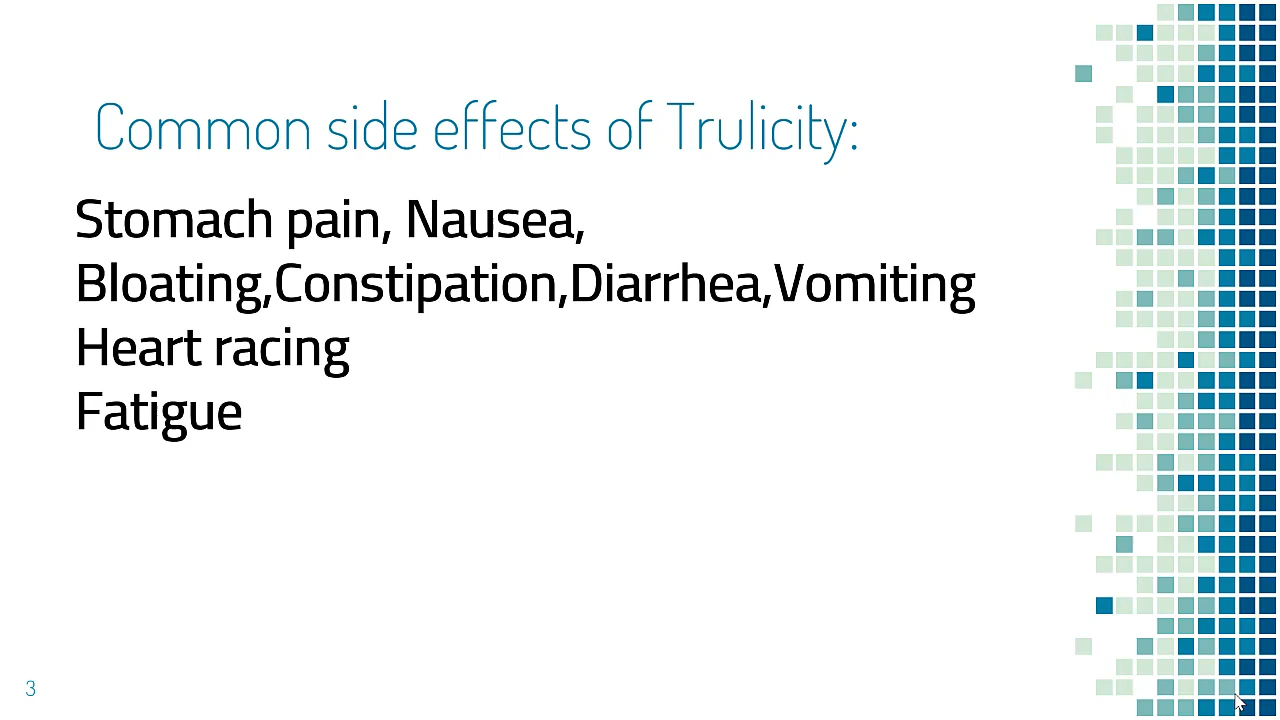 Common side effects of Trulicity:
Stomach pain, Nausea,
Bloating,Constipation,Diarrhea,Vomiting
Heart racing
Fatigue
3